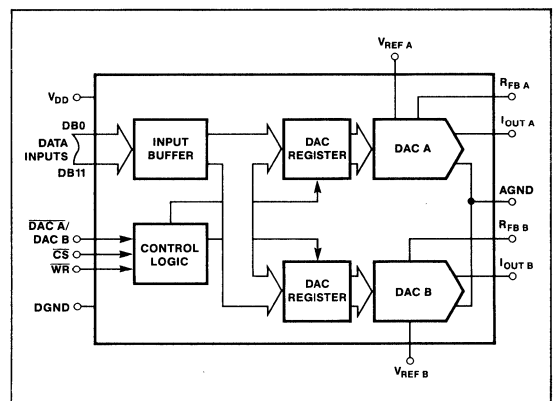 V_REF A
R_FB A
V_DD
I_OUT A
DB0
DATA INPUTS
DB11
INPUT BUFFER
DAC REGISTER
DAC A
AGND
R_FB B
DAC A/
DAC B
CS
WR
CONTROL LOGIC
DAC REGISTER
DAC B
I_OUT B
DGND
V_REF B